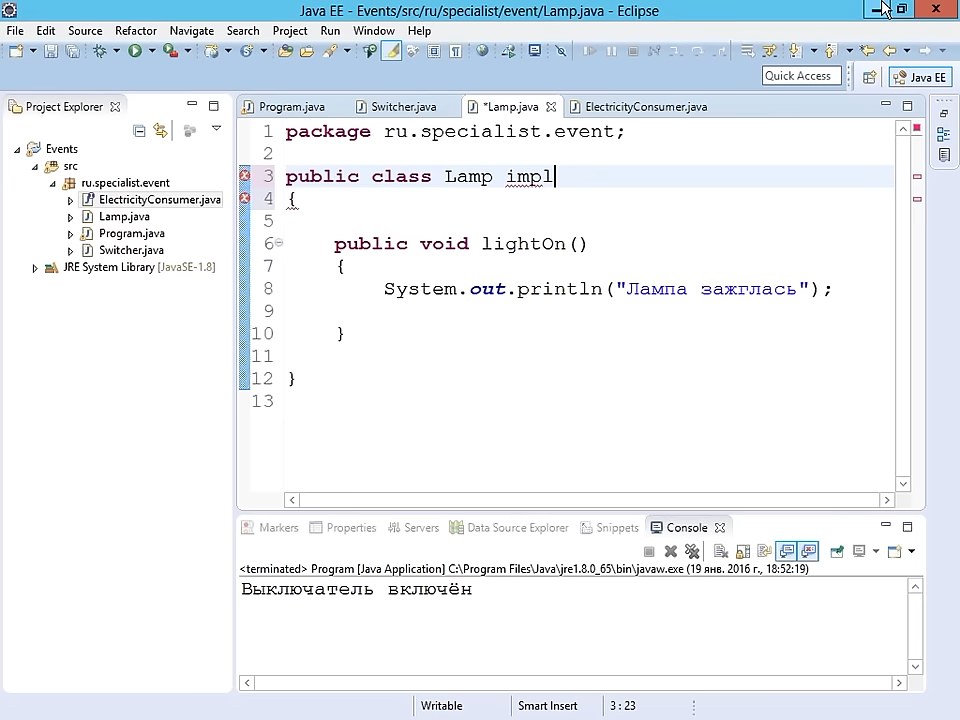 Java EE - Events/src/ru/specialist/event/Lamp.java - Eclipse
File Edit Source Refactor Navigate Search Project Run Window Help
Quick Access Java EE
Project Explorer
Program.java Switcher.java *Lamp.java ElectricityConsumer.java
Events
src
ru.specialist.event
ElectricityConsumer.java
Lamp.java
Program.java
Switcher.java
JRE System Library [JavaSE-1.8]
1 package ru.specialist.event;
2
3 public class Lamp impl
4 {
5
6 public void lightOn()
7 {
8 System.out.println("Лампа зажглась");
9
10 }
11
12 }
13
Markers Properties Servers Data Source Explorer Snippets Console
<terminated> Program [Java Application] C:\Program Files\Java\jre1.8.0_65\bin\javaw.exe (19 янв. 2016 г., 18:52:19)
Выключатель включён
Writable Smart Insert 3 : 23